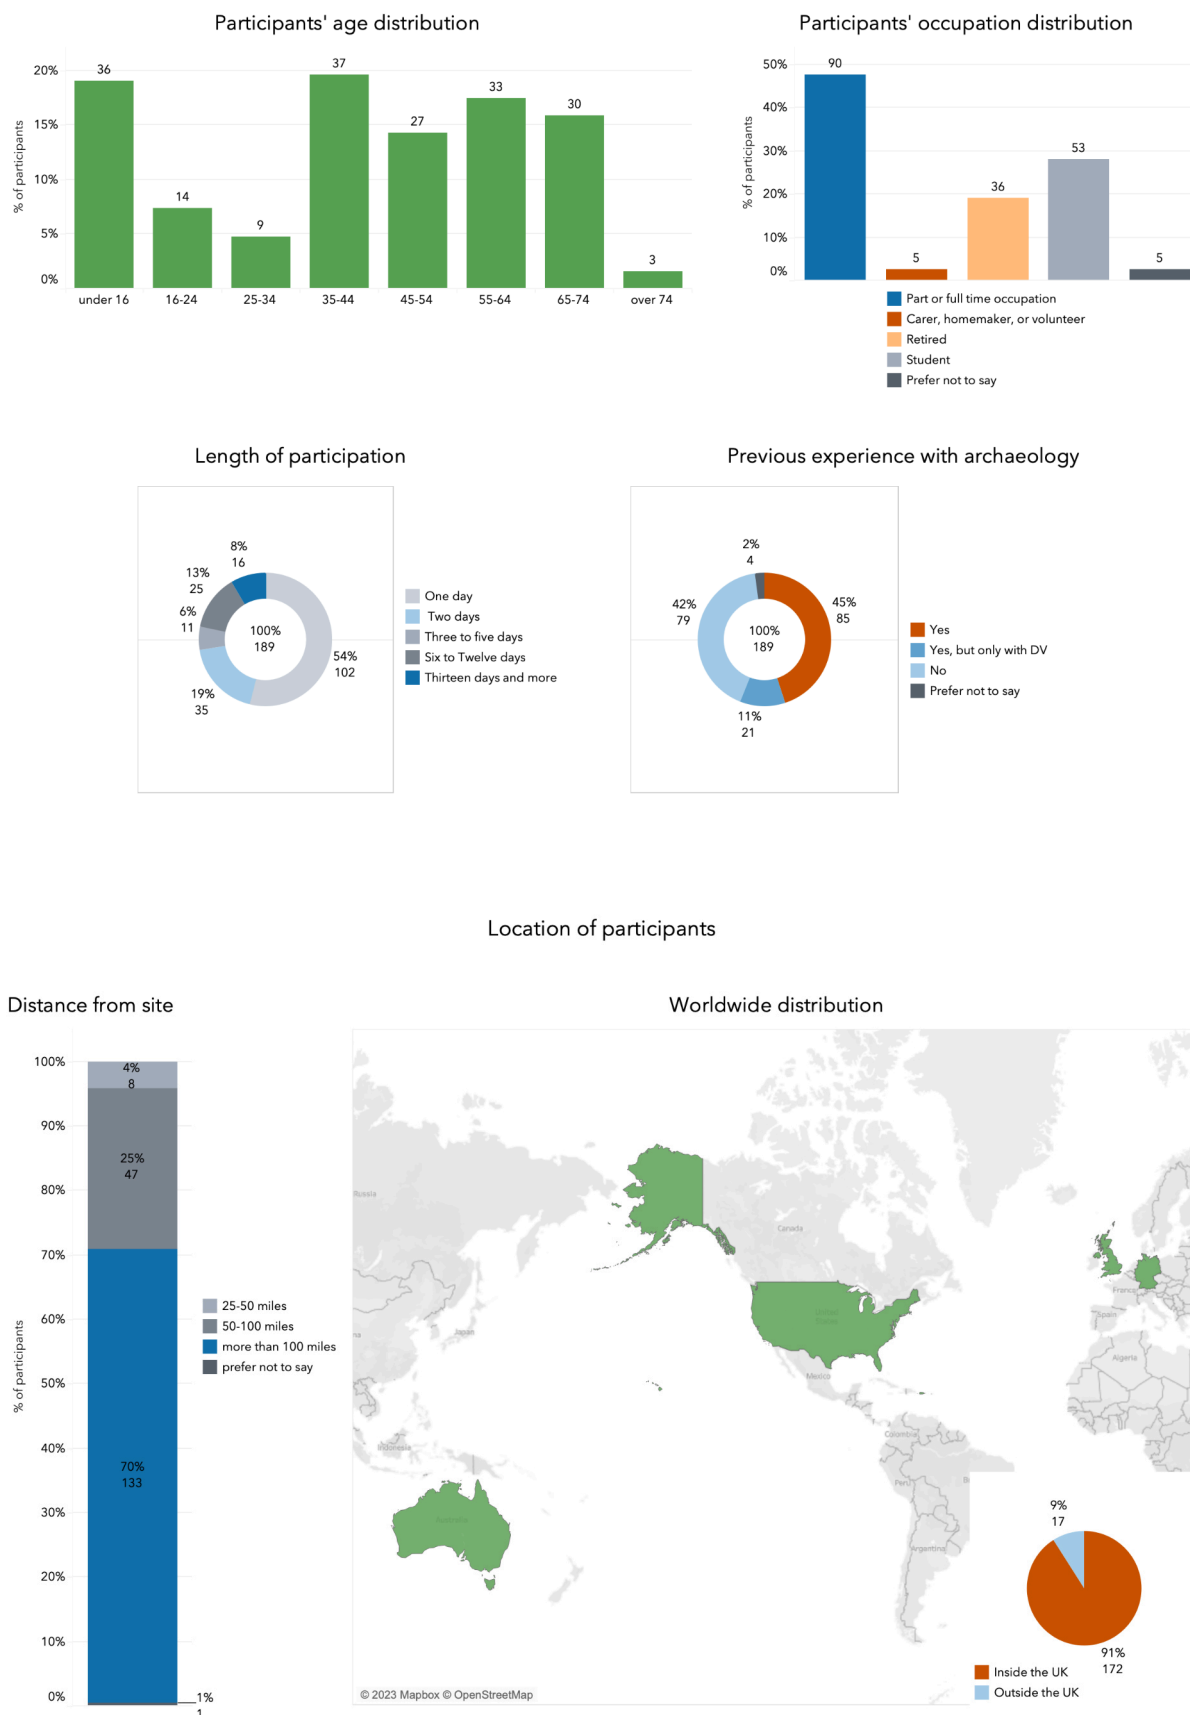 Participants' age distribution
Participants' occupation distribution
% of participants
20%
15%
10%
5%
0%
36
14
9
37
27
33
30
3
under 16
16-24
25-34
35-44
45-54
55-64
65-74
over 74
% of participants
50%
40%
30%
20%
10%
0%
90
5
36
53
5
Part or full time occupation
Carer, homemaker, or volunteer
Retired
Student
Prefer not to say
Length of participation
8%
16
13%
25
6%
11
100%
189
54%
102
19%
35
One day
Two days
Three to five days
Six to Twelve days
Thirteen days and more
Previous experience with archaeology
2%
4
42%
79
45%
85
100%
189
11%
21
Yes
Yes, but only with DV
No
Prefer not to say
Location of participants
Distance from site
% of participants
100%
90%
80%
70%
60%
50%
40%
30%
20%
10%
0%
4%
8
25%
47
70%
133
1%
1
25-50 miles
50-100 miles
more than 100 miles
prefer not to say
Worldwide distribution
Russia
Canada
United
States
Japan
na
Mexico
France
Spain
Algeria
Indonesia
Colombia
Peru
B
Australia
Argentina
9%
17
91%
172
Inside the UK
Outside the UK
© 2023 Mapbox © OpenStreetMap